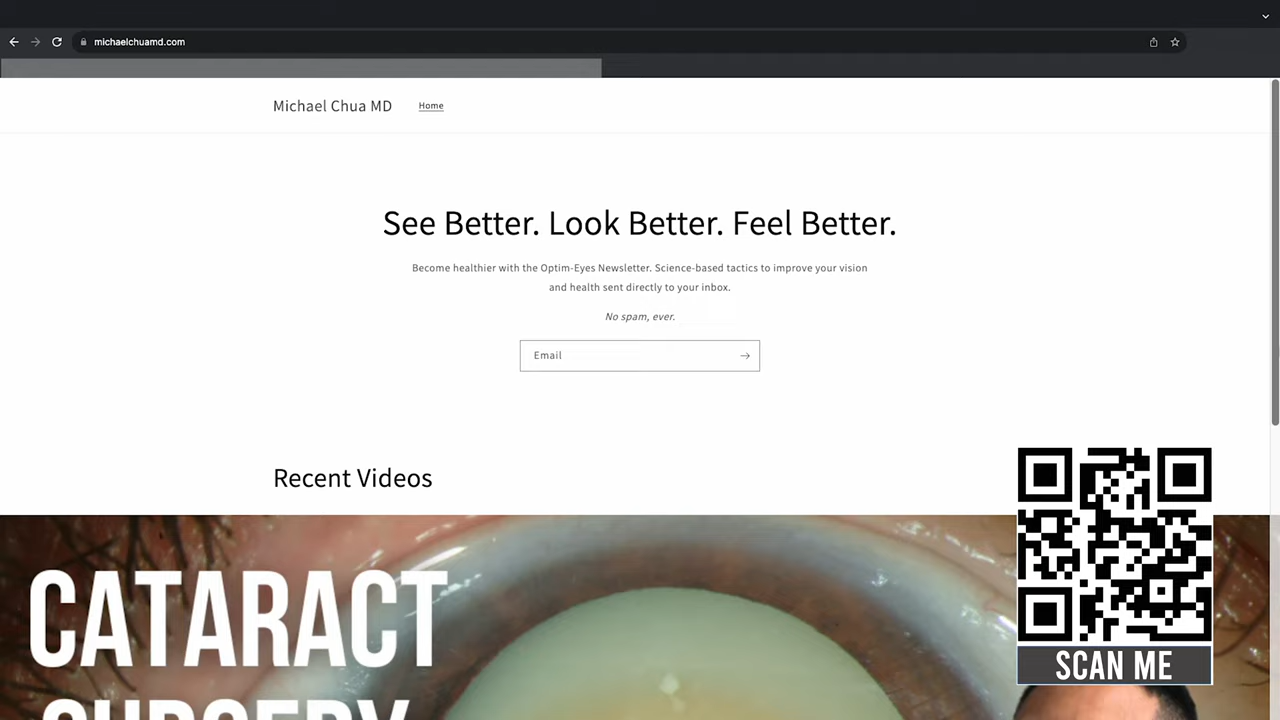 michaelchuamd.com
Michael Chua MD
Home
See Better. Look Better. Feel Better.
Become healthier with the Optim-Eyes Newsletter. Science-based tactics to improve your vision
and health sent directly to your inbox.
No spam, ever.
Email
Recent Videos
CATARACT
SURGERY
SCAN ME